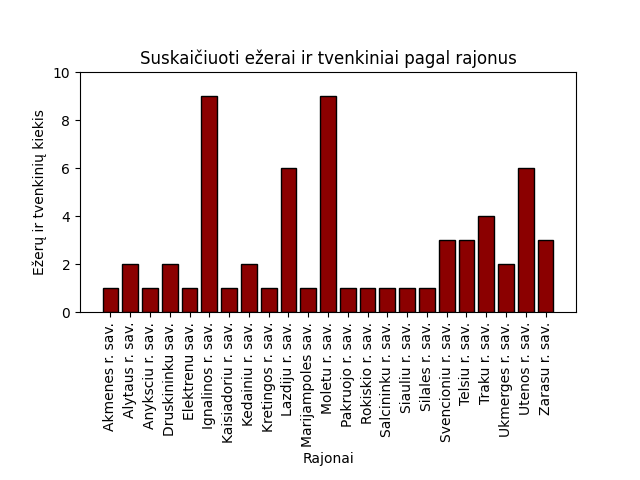 Suskaičiuoti ežerai ir tvenkiniai pagal rajonus
Ežerų ir tvenkinių kiekis
10
8
6
4
2
0
Akmenes r. sav.
Alytaus r. sav.
Anyksciu r. sav.
Druskininku sav.
Elektrenu sav.
Ignalinos r. sav.
Kaisiadoriu r. sav.
Kedainiu r. sav.
Kretingos r. sav.
Lazdiju r. sav.
Marijampoles sav.
Moletu r. sav.
Pakruojo r. sav.
Rokiskio r. sav.
Salcininku r. sav.
Siauliu r. sav.
Silales r. sav.
Svencioniu r. sav.
Telsiu r. sav.
Traku r. sav.
Ukmerges r. sav.
Utenos r. sav.
Zarasu r. sav.
Rajonai